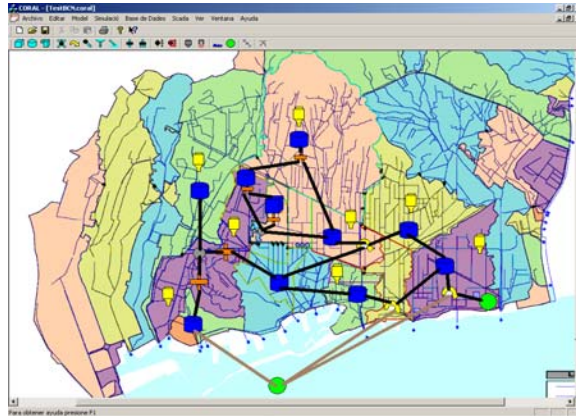 CORAL - [TestBCN.coral]
Archivo Editar Model Simulació Base de Dades Scada Ver Ventana Ayuda
Para obtener ayuda presione F1